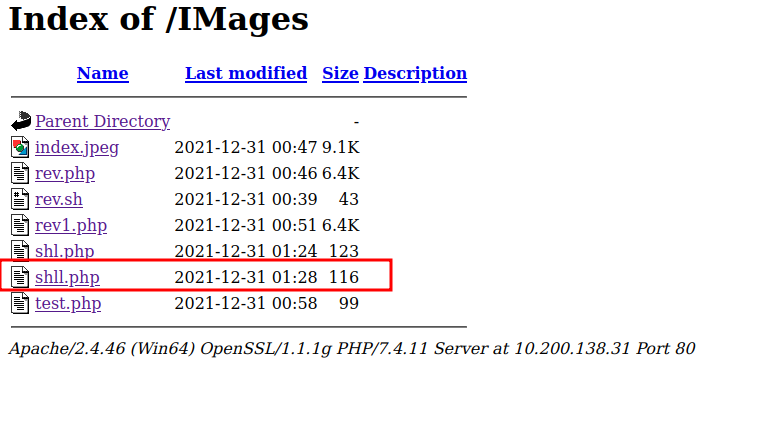 Index of /IMages
Name Last modified Size Description
Parent Directory -
index.jpeg 2021-12-31 00:47 9.1K
rev.php 2021-12-31 00:46 6.4K
rev.sh 2021-12-31 00:39 43
rev1.php 2021-12-31 00:51 6.4K
shl.php 2021-12-31 01:24 123
shll.php 2021-12-31 01:28 116
test.php 2021-12-31 00:58 99
Apache/2.4.46 (Win64) OpenSSL/1.1.1g PHP/7.4.11 Server at 10.200.138.31 Port 80